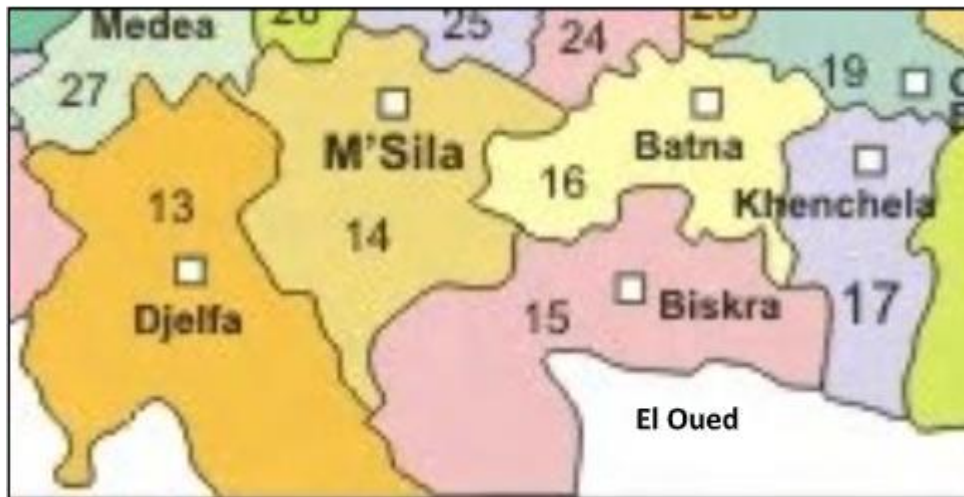 Medea
25
24
27
19
M'Sila
Batna
16
13
14
Khenchela
Djelfa
15
Biskra
17
El Oued